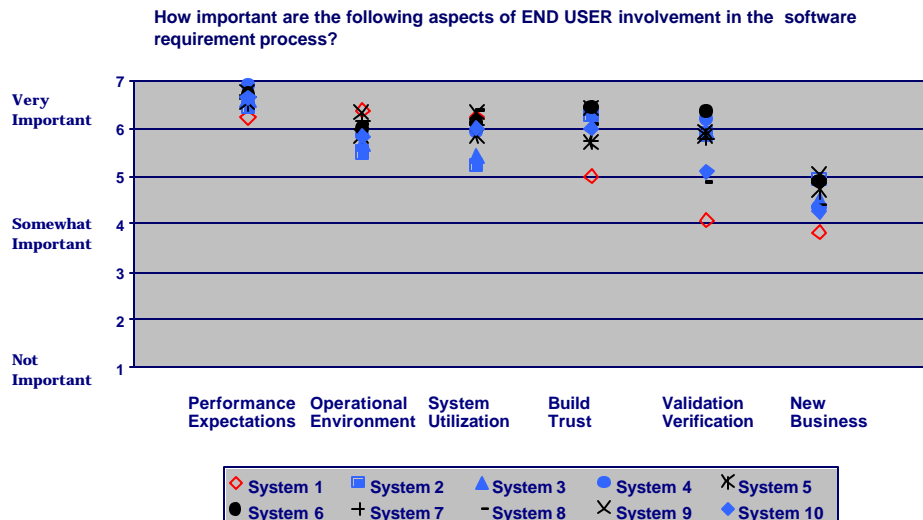 How important are the following aspects of END USER involvement in the software
requirement process?
Very
Important
Somewhat
Important
Not
Important
7
6
5
4
3
2
1
Performance
Expectations
Operational
Environment
System
Utilization
Build
Trust
Validation
Verification
New
Business
System 1
System 2
System 3
System 4
System 5
System 6
System 7
System 8
System 9
System 10